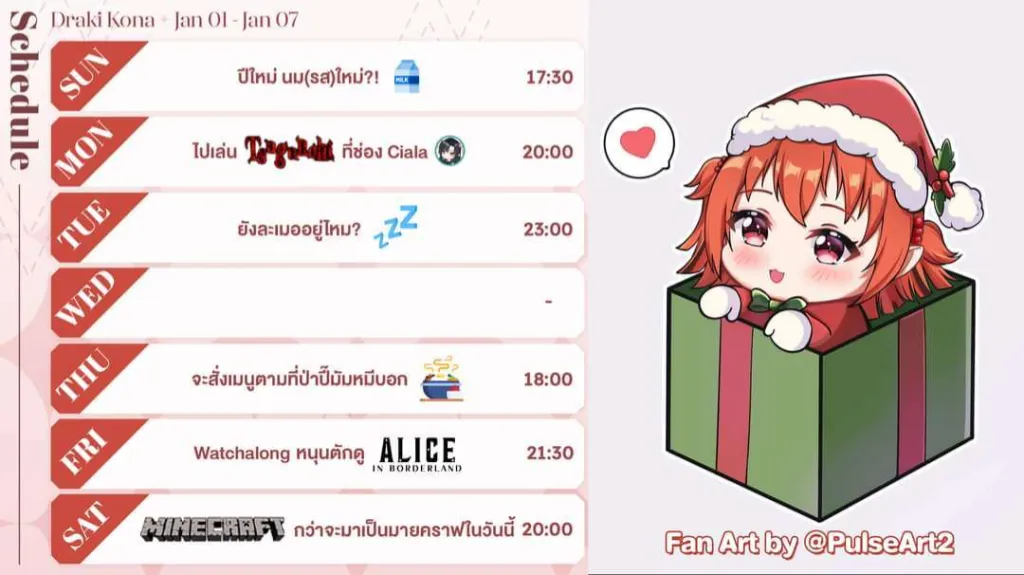 Schedule
Draki Kona + Jan 01 - Jan 07
SUN
ปีใหม่ นม(รส)ใหม่?!
MILK
17:30
MON
ไปเล่น
ที่ช่อง Ciala
20:00
TUE
ยังละเมออยู่ไหม?
zzz
23:00
WED
-
THU
จะสั่งเมนูตามที่ป่าปี๊มัมหมีบอก
18:00
FRI
Watchalong หนุนตักดู
ALICE
IN BORDERLAND
21:30
SAT
MINECRAFT กว่าจะมาเป็นมายคราฟในวันนี้
20:00
Fan Art by @PulseArt2